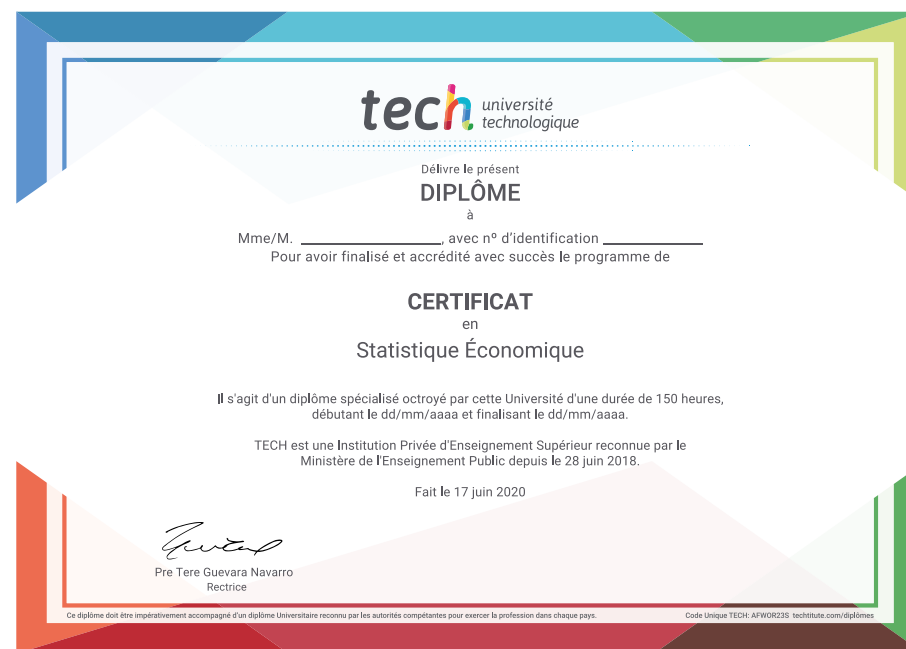 tech université
technologique
Délivre le présent
DIPLÔME
à
Mme/M. ____________________, avec nº d'identification ______________
Pour avoir finalisé et accrédité avec succès le programme de
CERTIFICAT
en
Statistique Économique
Il s'agit d'un diplôme spécialisé octroyé par cette Université d'une durée de 150 heures,
débutant le dd/mm/aaaa et finalisant le dd/mm/aaaa.
TECH est une Institution Privée d'Enseignement Supérieur reconnue par le
Ministère de l'Enseignement Public depuis le 28 juin 2018.
Fait le 17 juin 2020
Pre Tere Guevara Navarro
Rectrice
Ce diplôme doit être impérativement accompagné d'un diplôme Universitaire reconnu par les autorités compétentes pour exercer la profession dans chaque pays. Code Unique TECH: AFWOR23S techtitute.com/diplômes